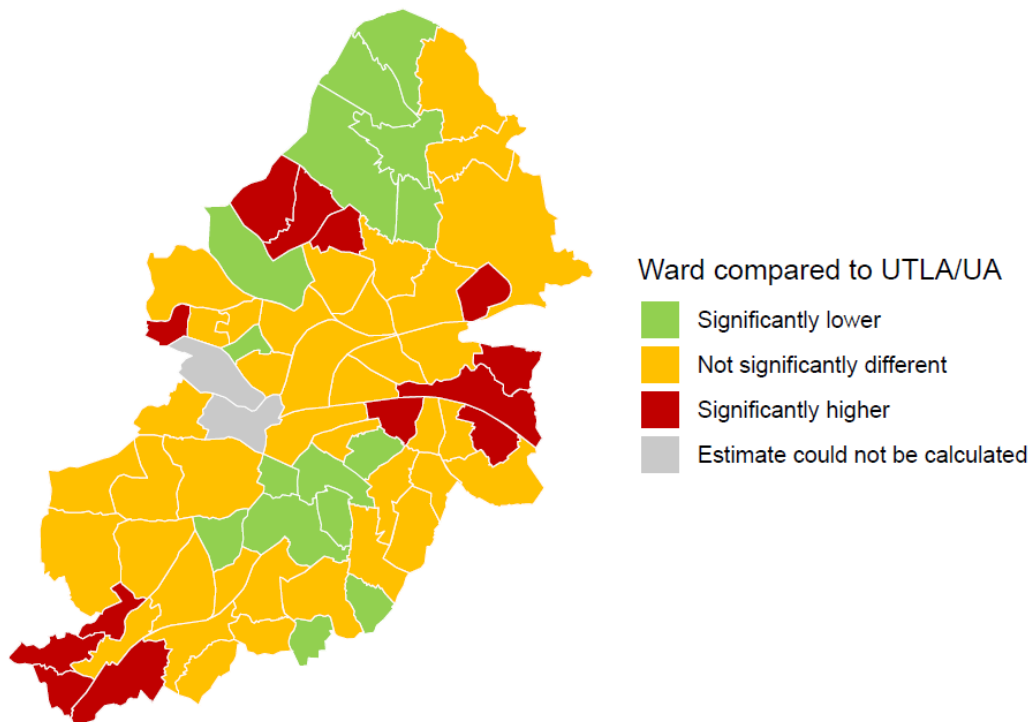 Ward compared to UTLA/UA
Significantly lower
Not significantly different
Significantly higher
Estimate could not be calculated